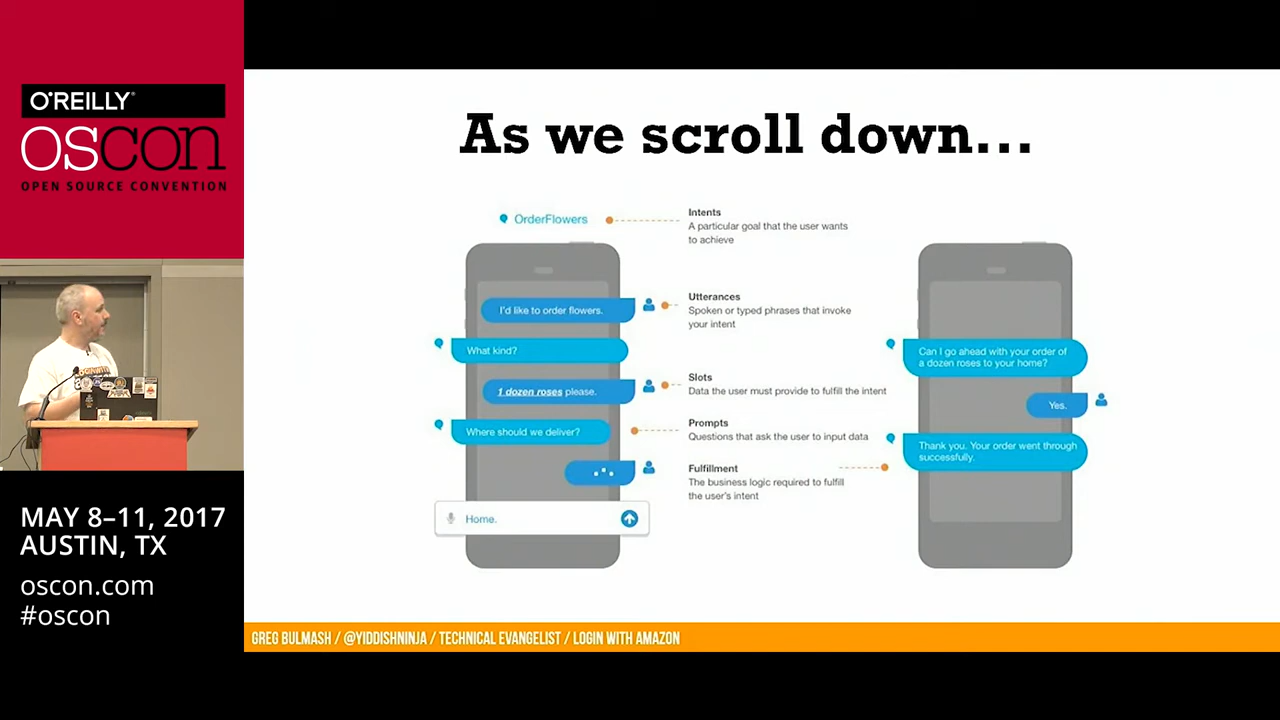 O'REILLY®
OSCON
OPEN SOURCE CONVENTION
MAY 8–11, 2017
AUSTIN, TX
oscon.com
#oscon
As we scroll down...
OrderFlowers
I'd like to order flowers.
What kind?
1 dozen roses please.
Where should we deliver?
Home.
Intents
A particular goal that the user wants
to achieve
Utterances
Spoken or typed phrases that invoke
your intent
Slots
Data the user must provide to fulfill the intent
Prompts
Questions that ask the user to input data
Fulfillment
The business logic required to fulfill
the user's intent
Can I go ahead with your order of
a dozen roses to your home?
Yes.
Thank you. Your order went through
successfully.
GREG BULMASH / @YIDDISHNINJA / TECHNICAL EVANGELIST / LOGIN WITH AMAZON